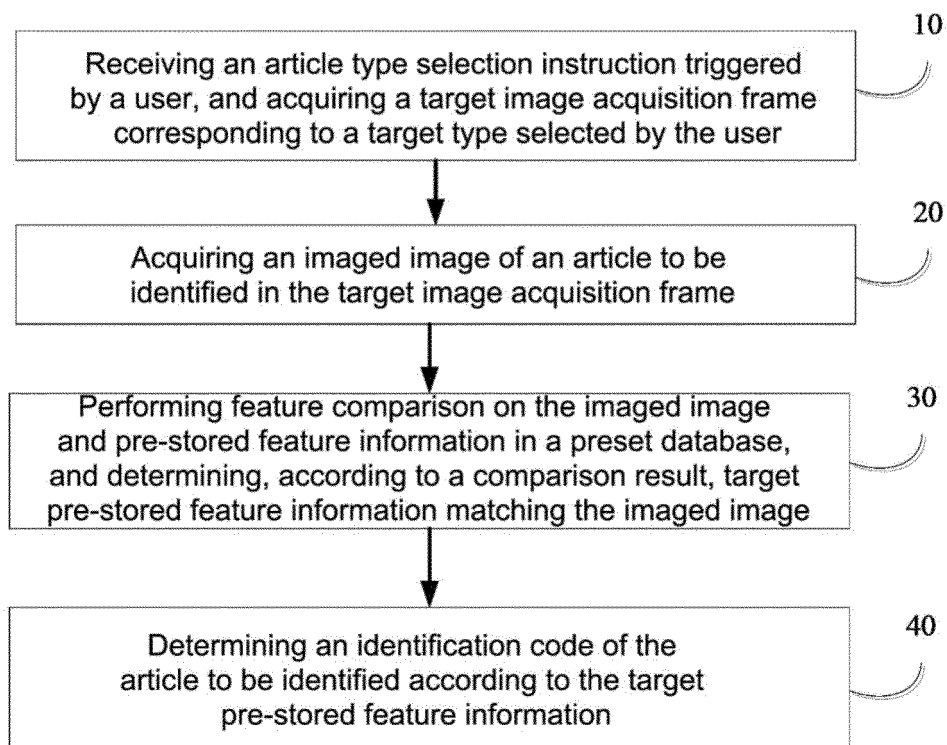 10
Receiving an article type selection instruction triggered
by a user, and acquiring a target image acquisition frame
corresponding to a target type selected by the user
20
Acquiring an imaged image of an article to be
identified in the target image acquisition frame
30
Performing feature comparison on the imaged image
and pre-stored feature information in a preset database,
and determining, according to a comparison result, target
pre-stored feature information matching the imaged image
40
Determining an identification code of the
article to be identified according to the target
pre-stored feature information